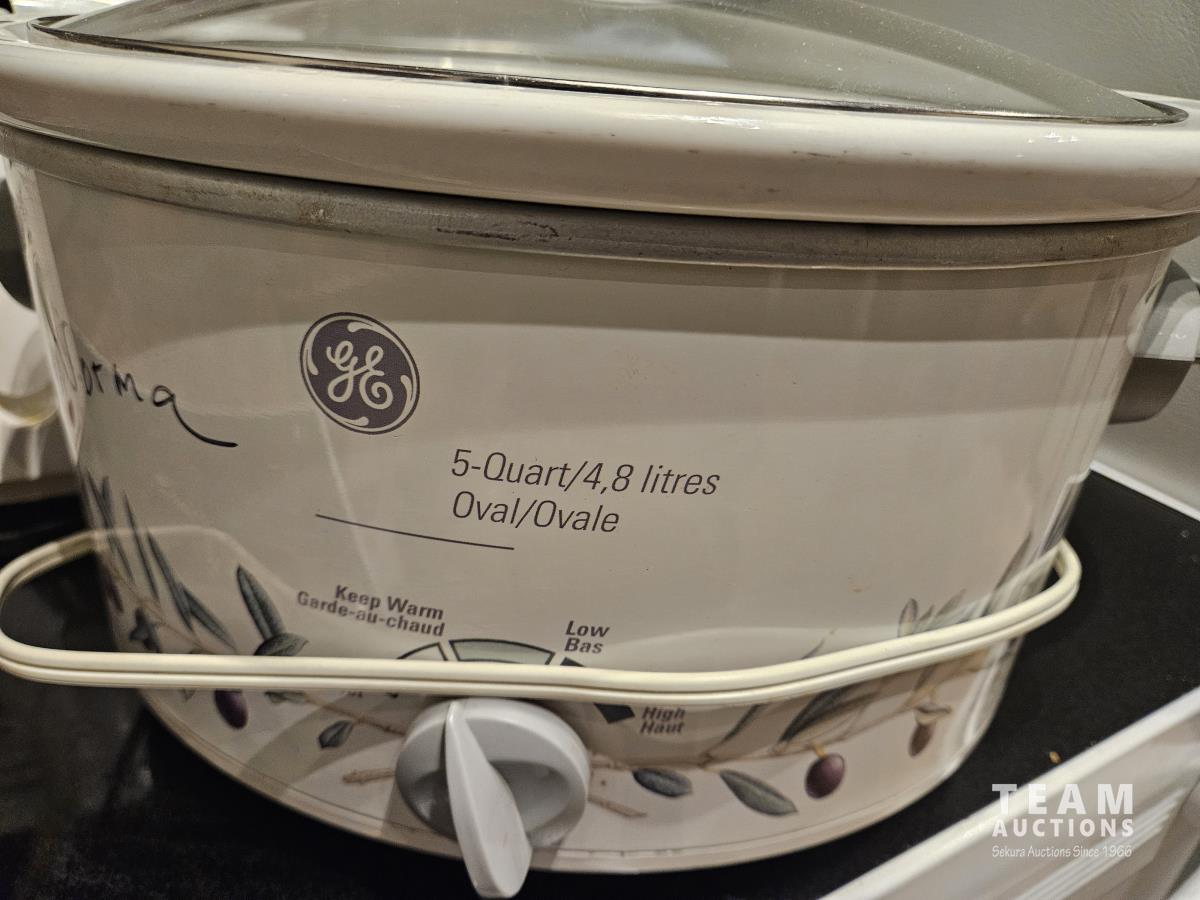 GE
5-Quart/4,8 litres
Oval/Ovale
Keep Warm
Garde-au-chaud
Low
Bas
High
Haut
TEAM
AUCTIONS
Sekura Auctions Since 1966